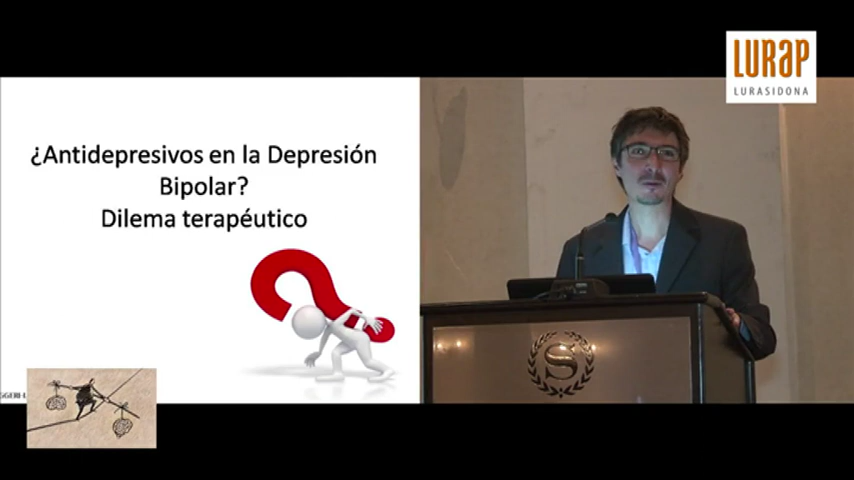 LURAP
LURASIDONA
¿Antidepresivos en la Depresión
Bipolar?
Dilema terapéutico
S